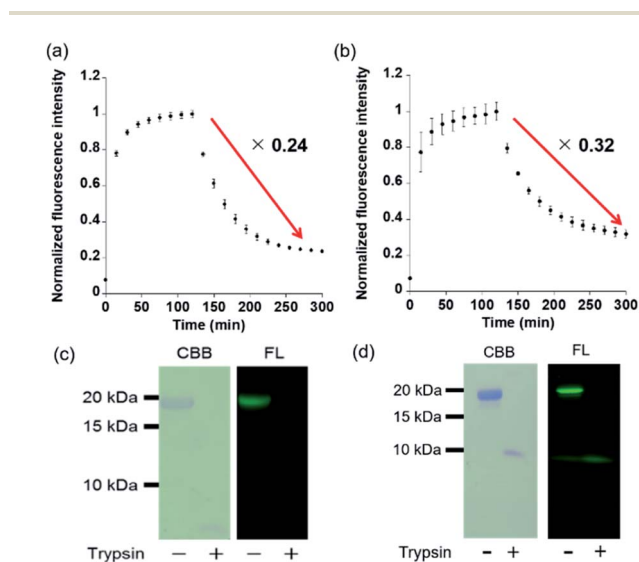 (a)
Normalized fluorescence intensity
1.2
1
0.8
0.6
0.4
0.2
0
× 0.24
0 50 100 150 200 250 300
Time (min)
(b)
Normalized fluorescence intensity
1.2
1
0.8
0.6
0.4
0.2
0
× 0.32
0 50 100 150 200 250 300
Time (min)
(c)
CBB FL
20 kDa
15 kDa
10 kDa
Trypsin − + − +
(d)
CBB FL
20 kDa
15 kDa
10 kDa
Trypsin - + - +